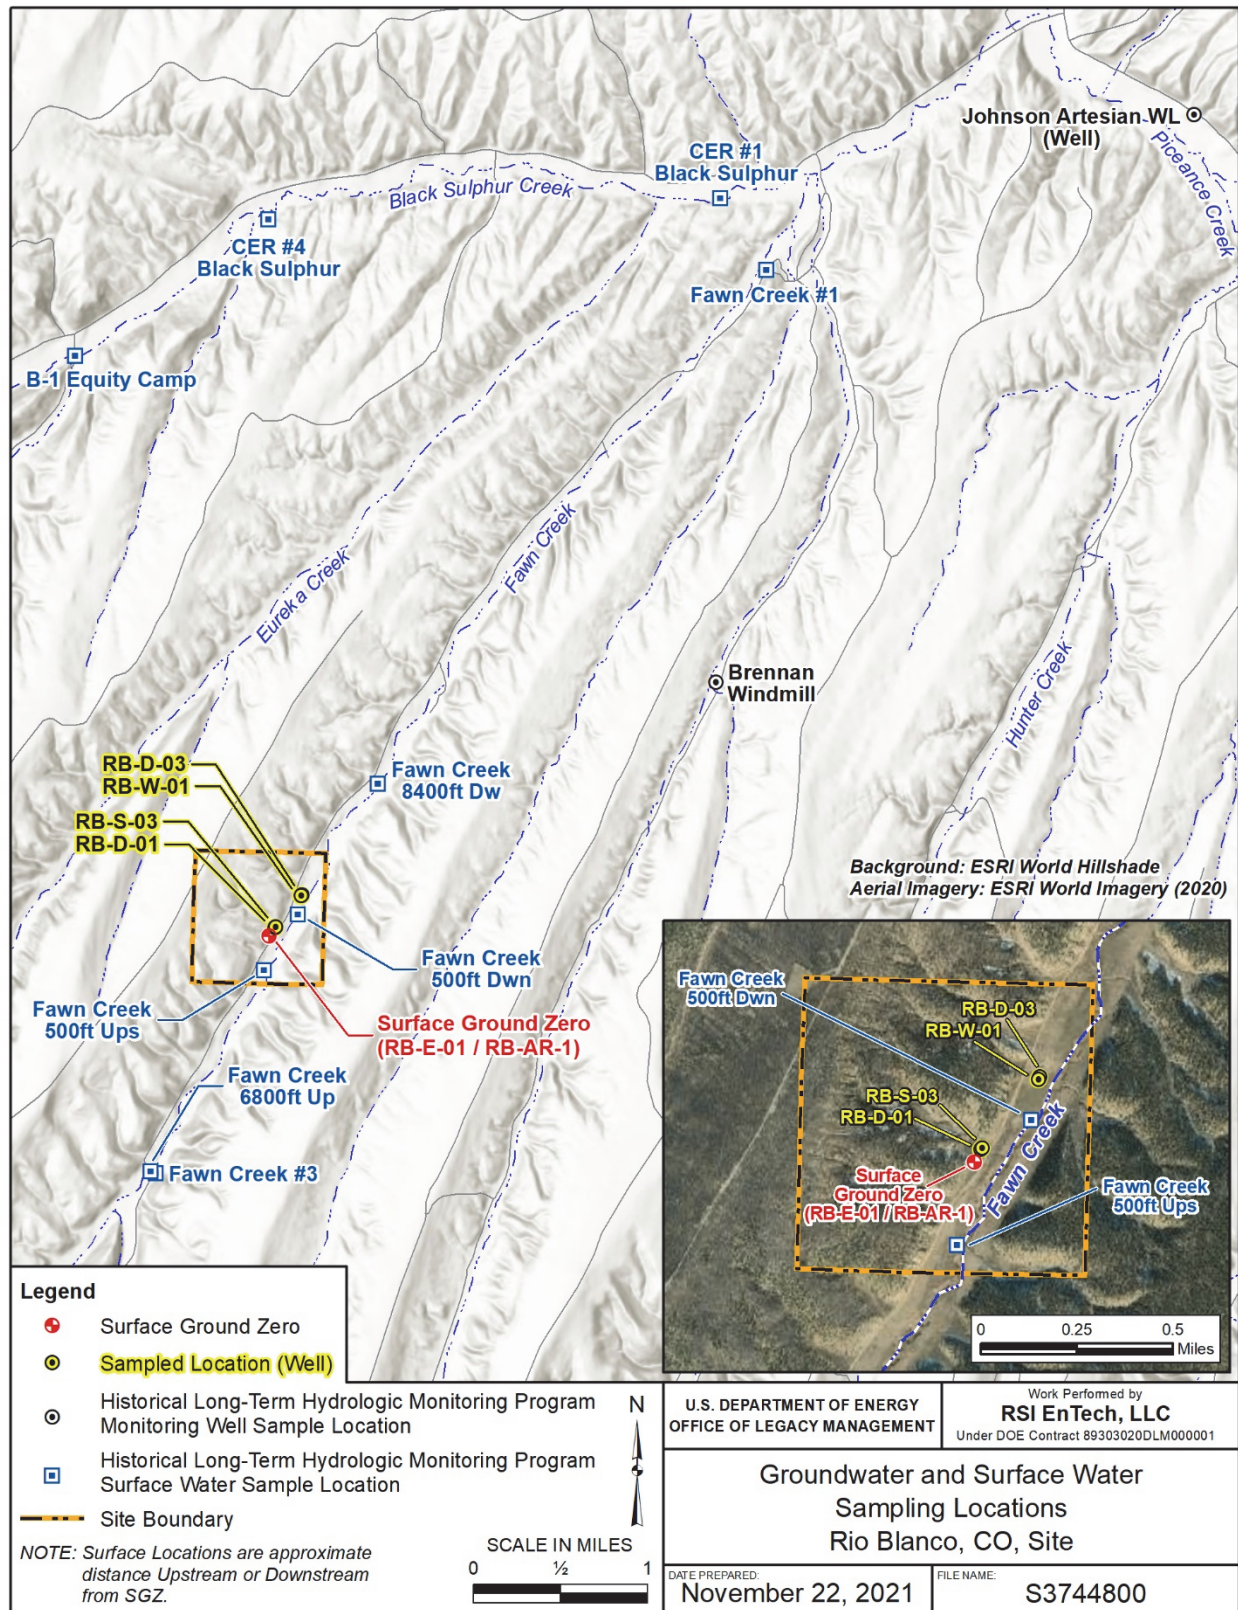 Johnson Artesian WL
(Well)
Piceance Creek
CER #1
Black Sulphur
Black Sulphur Creek
CER #4
Black Sulphur
Fawn Creek #1
B-1 Equity Camp
Eureka Creek
Fawn Creek
Hunter Creek
Brennan
Windmill
RB-D-03
RB-W-01
RB-S-03
RB-D-01
Fawn Creek
8400ft Dw
Fawn Creek
500ft Dwn
Fawn Creek
500ft Ups
Surface Ground Zero
(RB-E-01 / RB-AR-1)
Fawn Creek
6800ft Up
Fawn Creek #3
Background: ESRI World Hillshade
Aerial Imagery: ESRI World Imagery (2020)
Fawn Creek
500ft Dwn
RB-D-03
RB-W-01
RB-S-03
RB-D-01
Surface
Ground Zero
(RB-E-01 / RB-AR-1)
Fawn Creek
Fawn Creek
500ft Ups
0 0.25 0.5
Miles
Legend
Surface Ground Zero
Sampled Location (Well)
Historical Long-Term Hydrologic Monitoring Program
Monitoring Well Sample Location
Historical Long-Term Hydrologic Monitoring Program
Surface Water Sample Location
Site Boundary
NOTE: Surface Locations are approximate
distance Upstream or Downstream
from SGZ.
N
SCALE IN MILES
0 ½ 1
U.S. DEPARTMENT OF ENERGY
OFFICE OF LEGACY MANAGEMENT
Work Performed by
RSI EnTech, LLC
Under DOE Contract 89303020DLM000001
Groundwater and Surface Water
Sampling Locations
Rio Blanco, CO, Site
DATE PREPARED:
November 22, 2021
FILE NAME:
S3744800